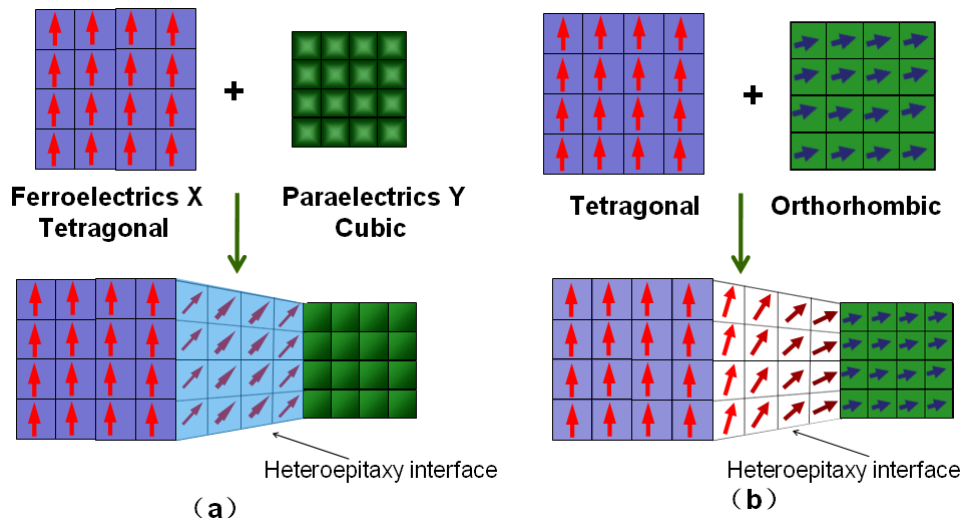 +
+
Ferroelectrics X
Tetragonal
Paraelectrics Y
Cubic
Tetragonal
Orthorhombic
Heteroepitaxy interface
Heteroepitaxy interface
（a）
（b）